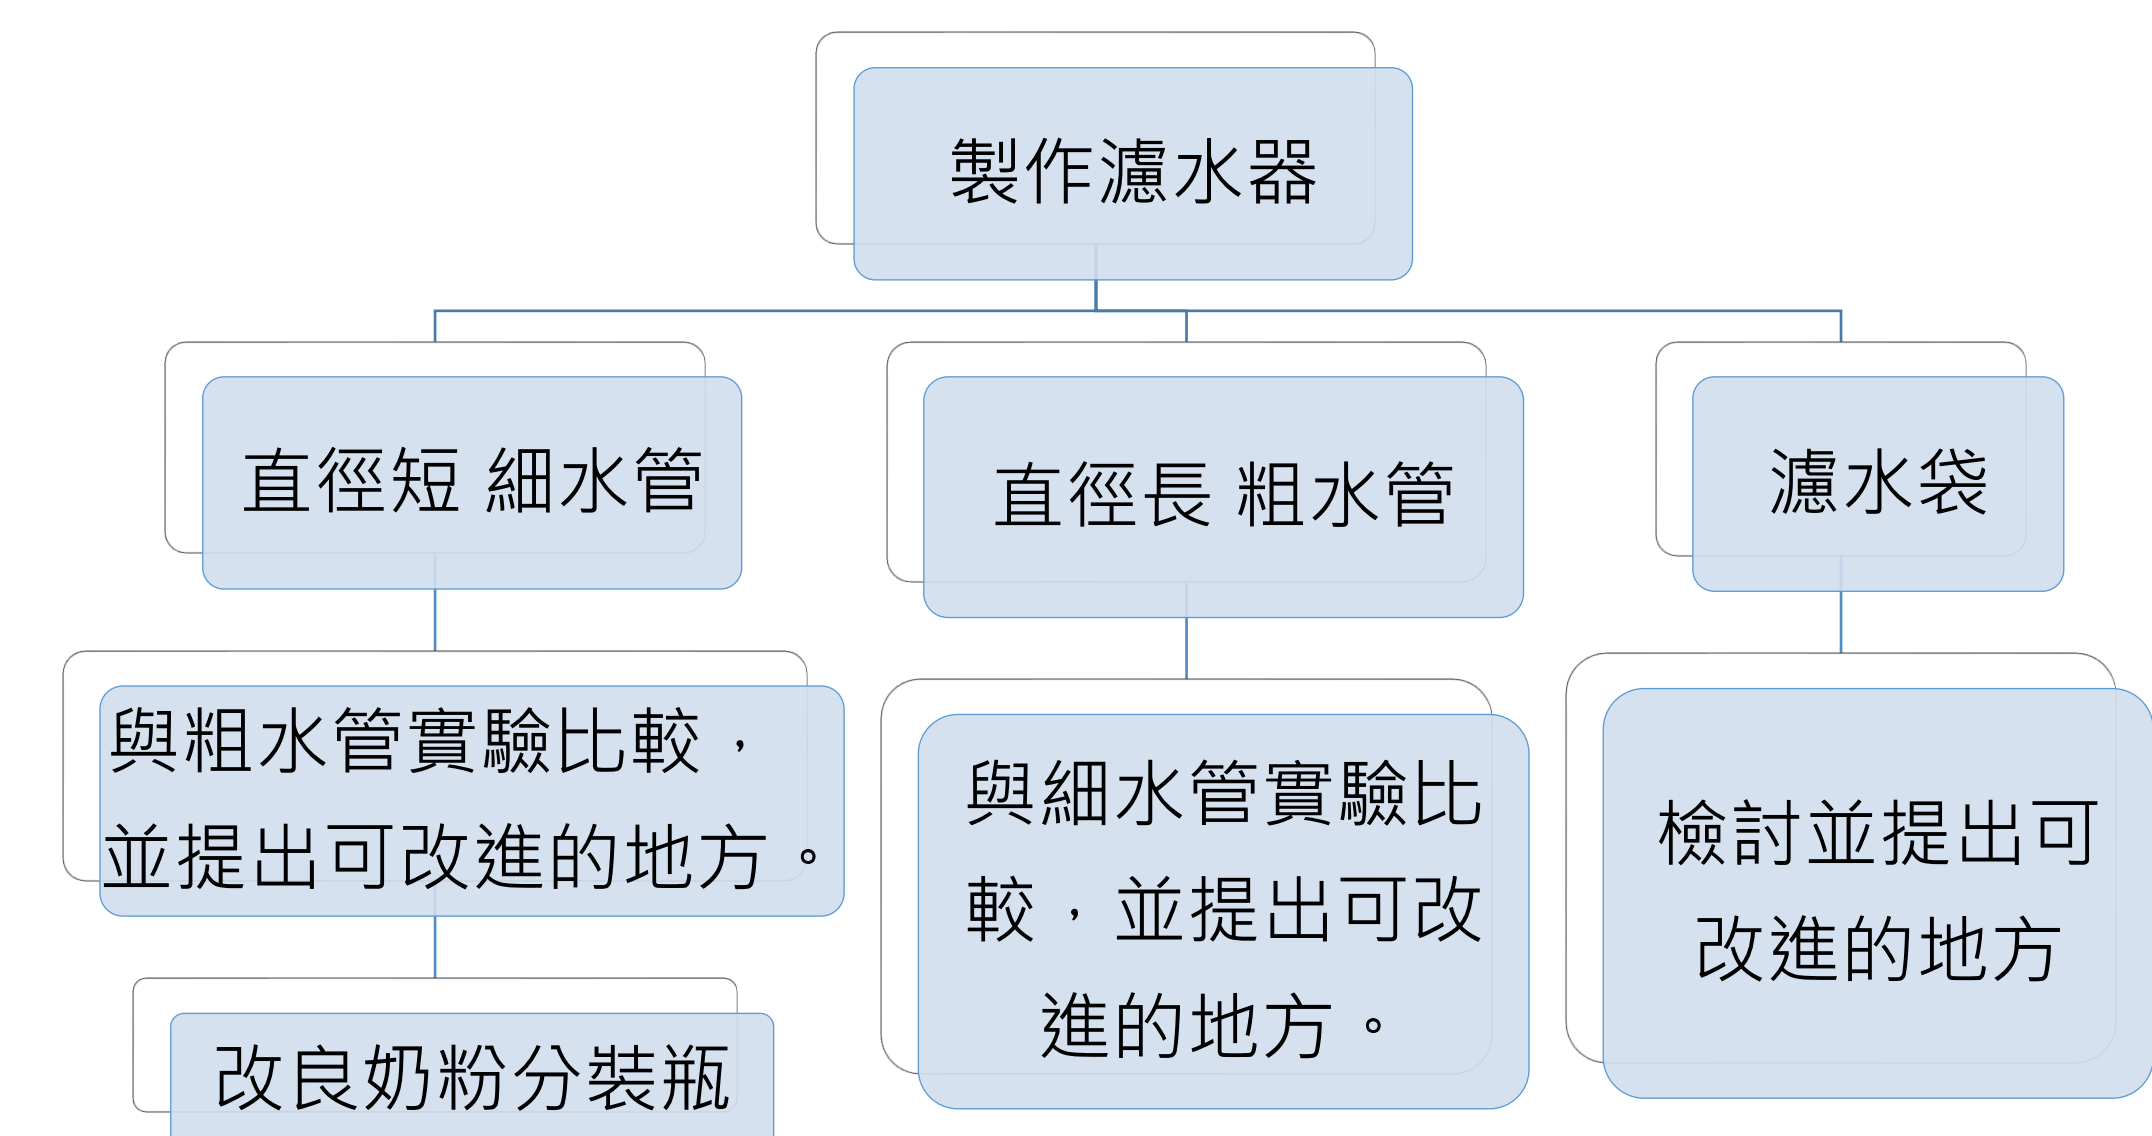 製作濾水器
直徑短 細水管
直徑長 粗水管
濾水袋
與粗水管實驗比較，
並提出可改進的地方。
與細水管實驗比
較，並提出可改
進的地方。
檢討並提出可
改進的地方
改良奶粉分裝瓶